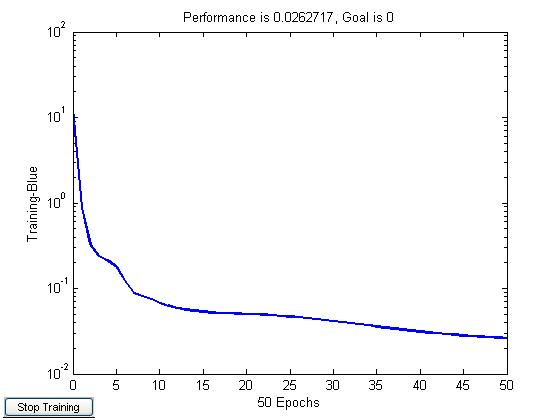 Performance is 0.0262717, Goal is 0
10^2
10^1
10^0
10^-1
10^-2
Training-Blue
0 5 10 15 20 25 30 35 40 45 50
50 Epochs
Stop Training